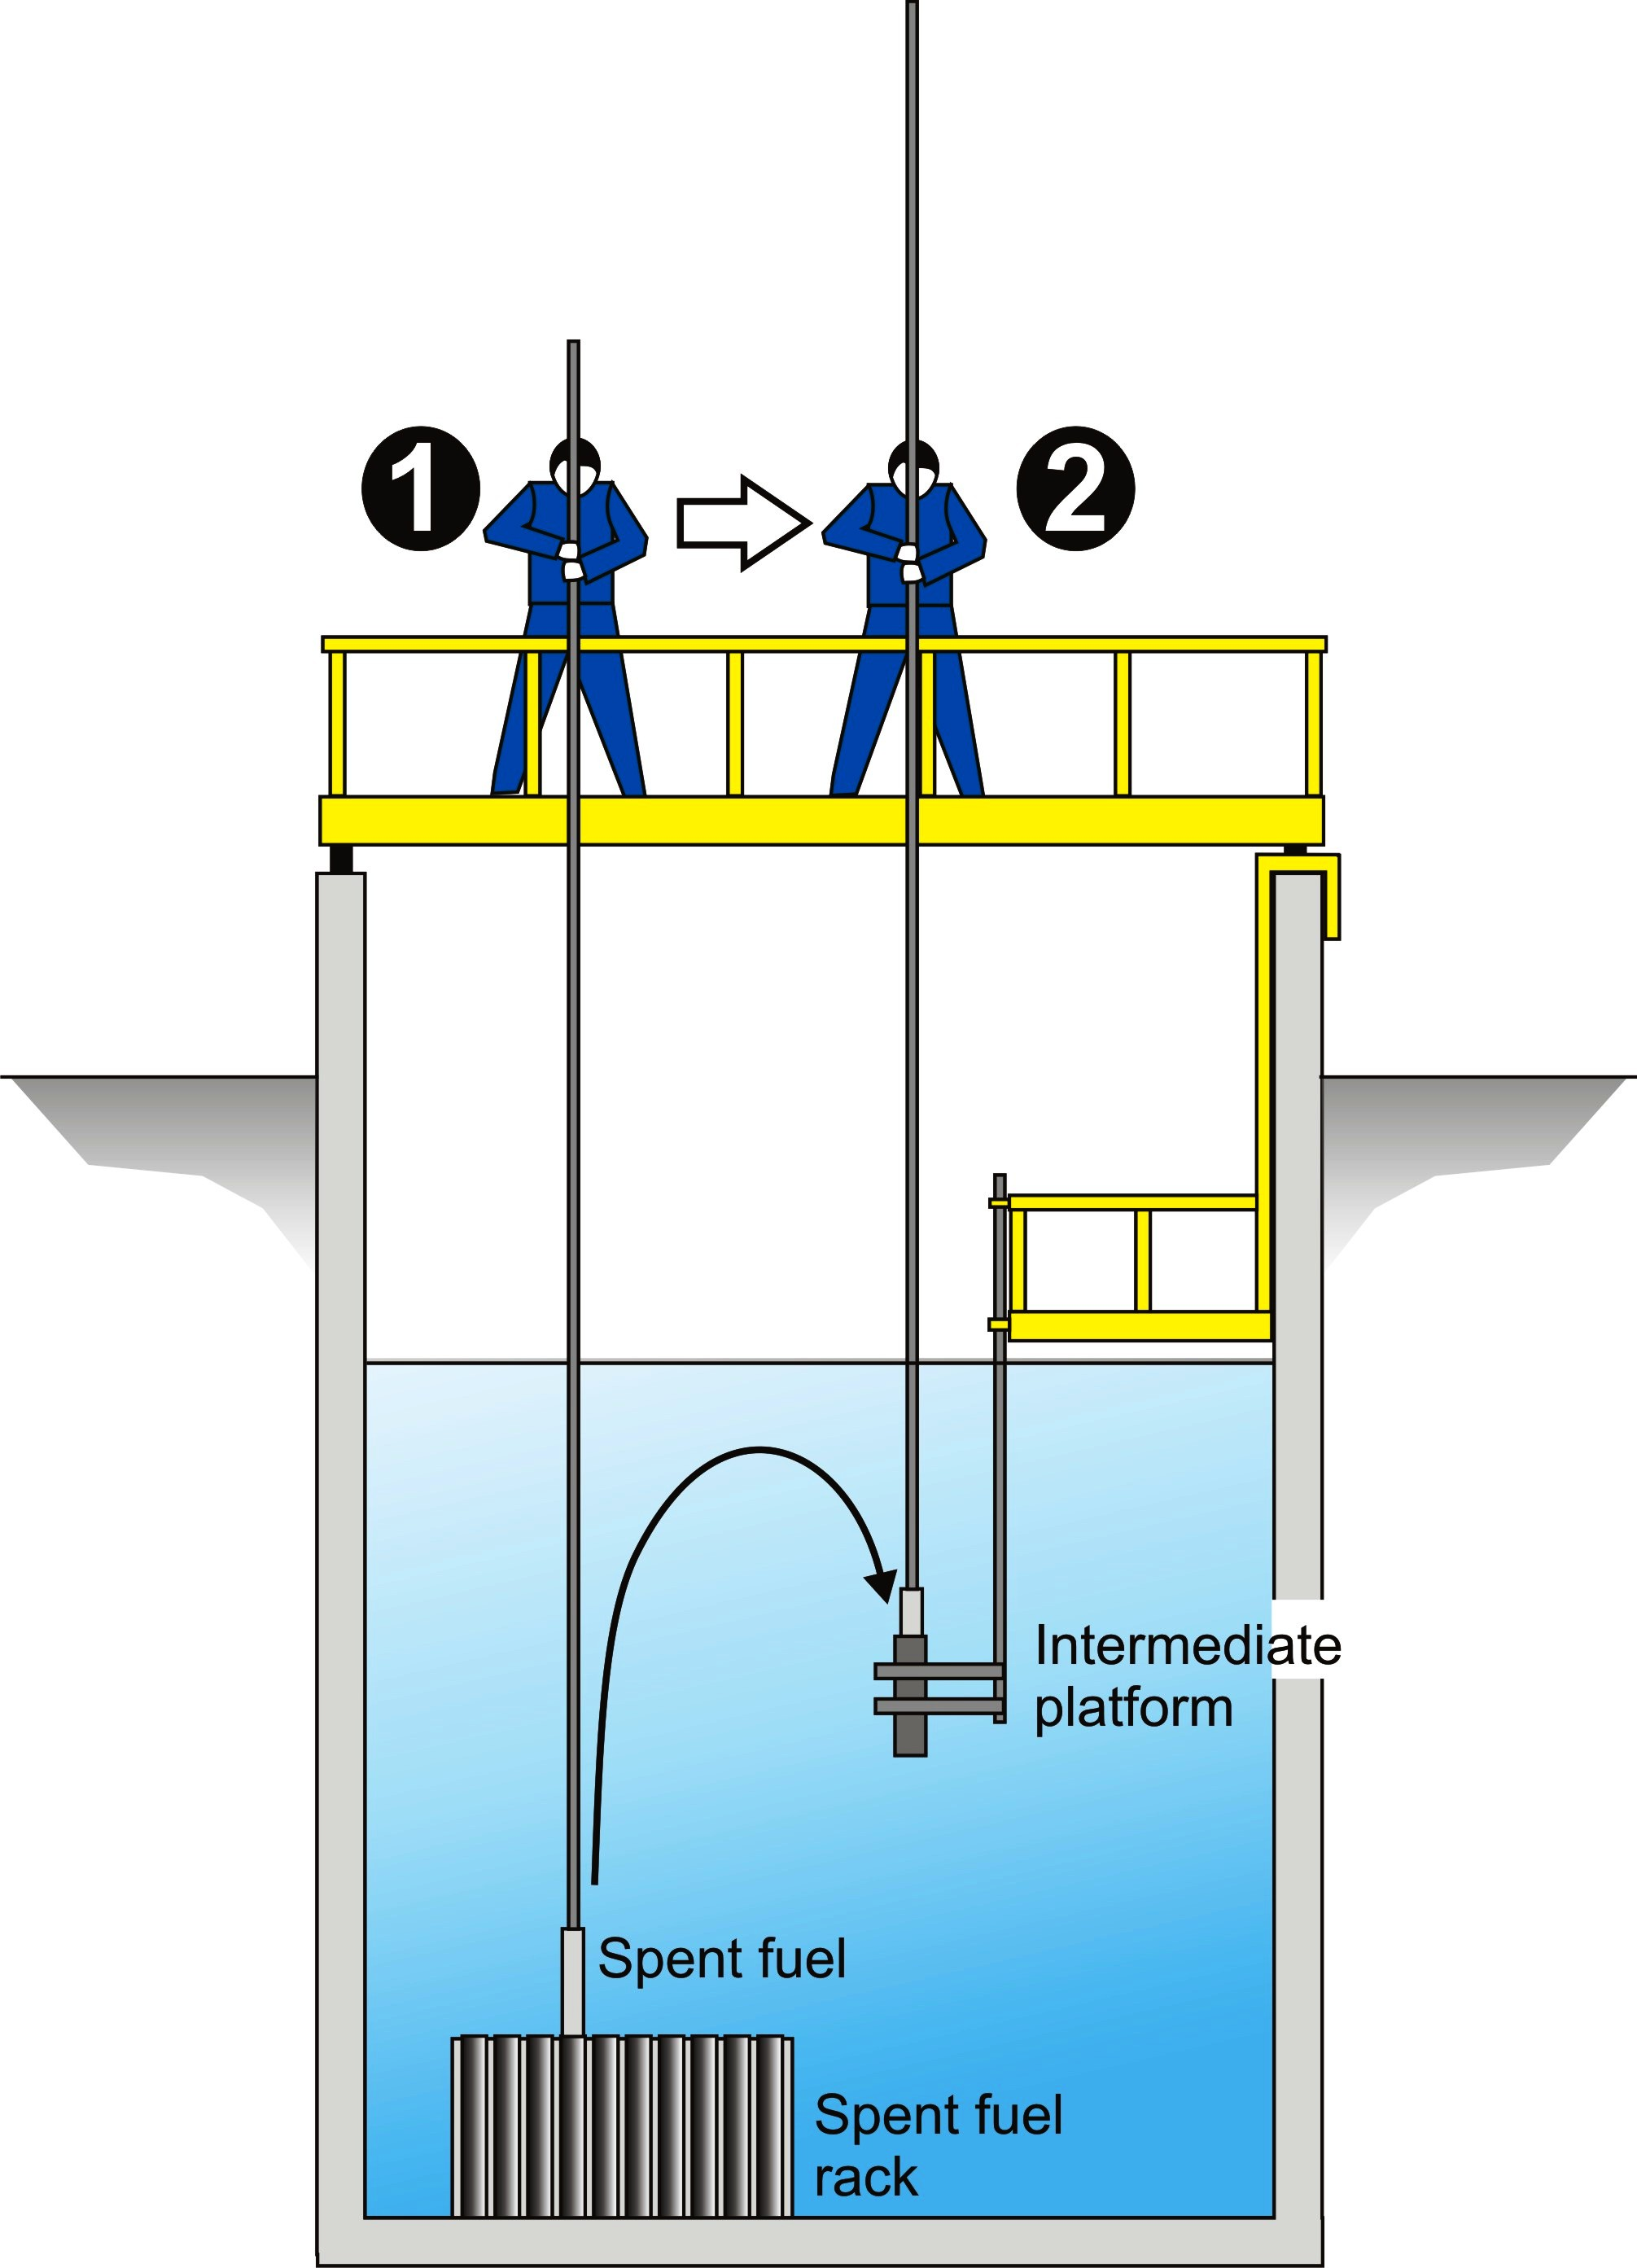 1
2
Intermediate
platform
Spent fuel
Spent fuel
rack